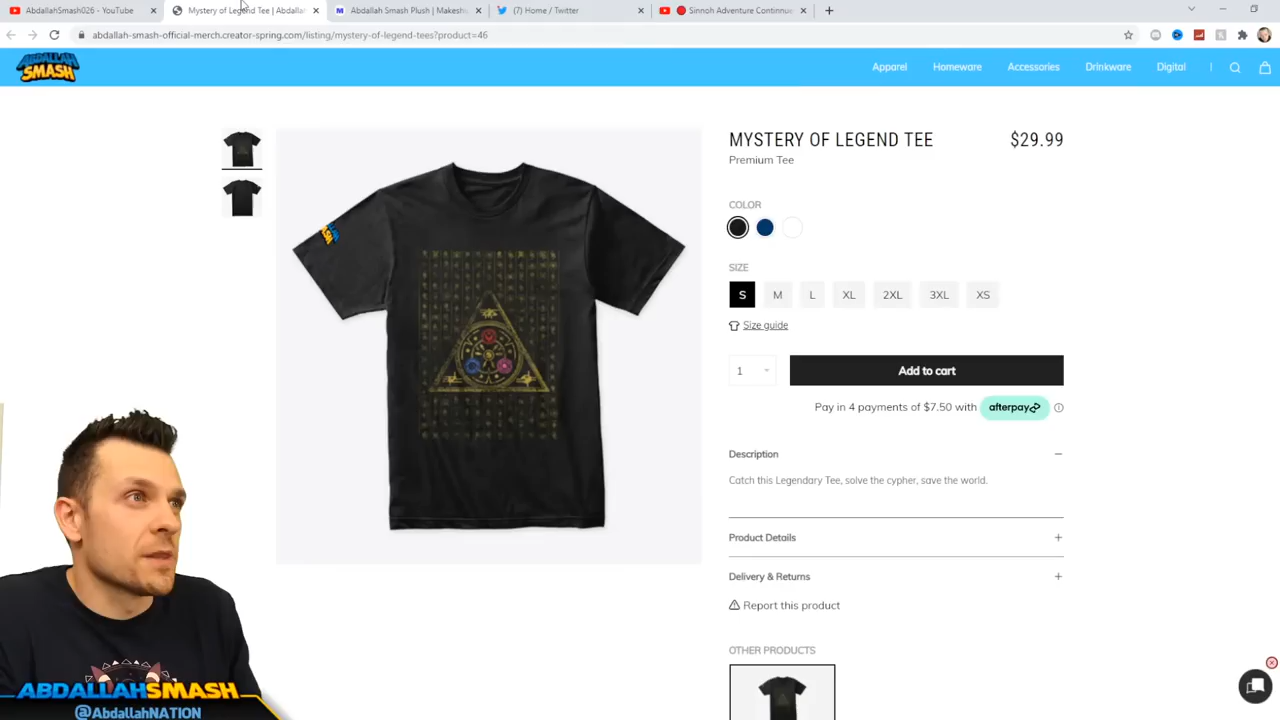 AbdallahSmash026 - YouTube
Mystery of Legend Tee | Abdallah
Abdallah Smash Plush | Makeshi
(7) Home / Twitter
Sinnoh Adventure Continnue
abdallah-smash-official-merch.creator-spring.com/listing/mystery-of-legend-tees?product=46
ABDALLAH
SMASH
Apparel
Homeware
Accessories
Drinkware
Digital
MYSTERY OF LEGEND TEE
$29.99
Premium Tee
COLOR
SIZE
S
M
L
XL
2XL
3XL
XS
Size guide
1
Add to cart
Pay in 4 payments of $7.50 with afterpay
Description
Catch this Legendary Tee, solve the cypher, save the world.
Product Details
Delivery & Returns
Report this product
OTHER PRODUCTS
ABDALLAHSMASH
@AbdallahNATION